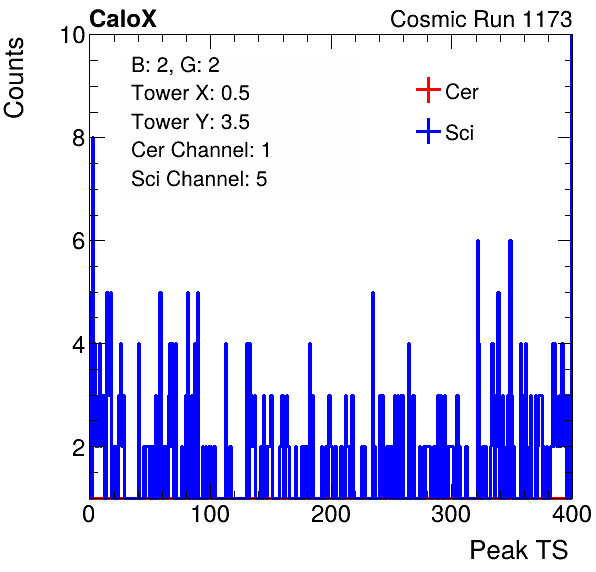 CaloX Cosmic Run 1173
Counts
10
8
6
4
2
B: 2, G: 2
Tower X: 0.5
Tower Y: 3.5
Cer Channel: 1
Sci Channel: 5
Cer
Sci
0 100 200 300 400
Peak TS